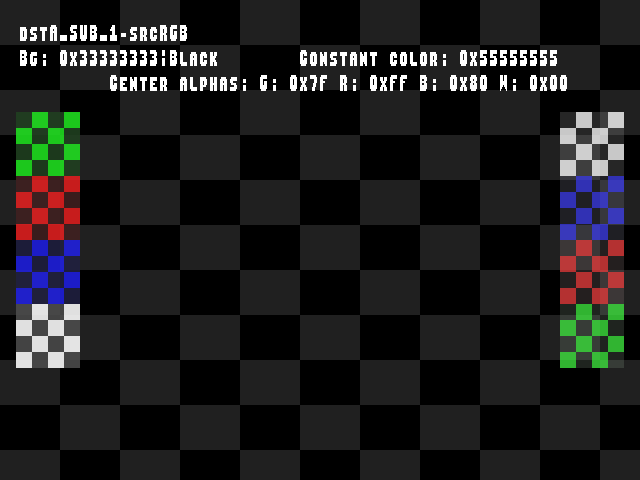 dstA_SUB_1-srcRGB
Bg: 0x33333333|Black Constant color: 0x55555555
Center alphas: G: 0x7f R: 0xff B: 0x80 W: 0x00